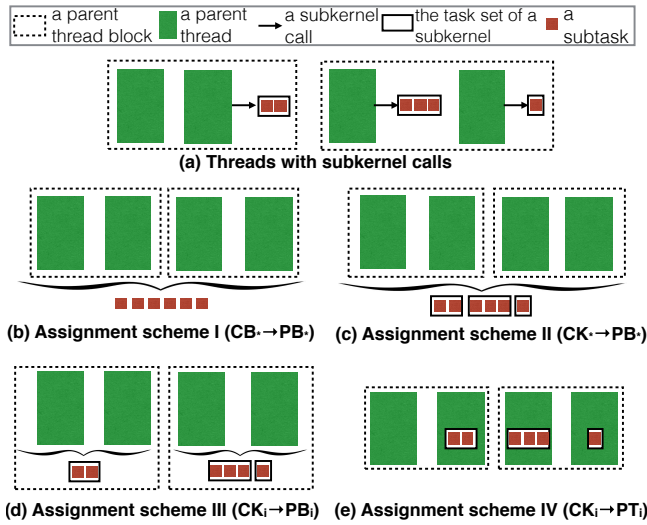 a parent thread block
a parent thread
a subkernel call
the task set of a subkernel
a subtask
(a) Threads with subkernel calls
(b) Assignment scheme I (CB*→PB*)
(c) Assignment scheme II (CK*→PB*)
(d) Assignment scheme III (CKi→PBi)
(e) Assignment scheme IV (CKi→PTi)